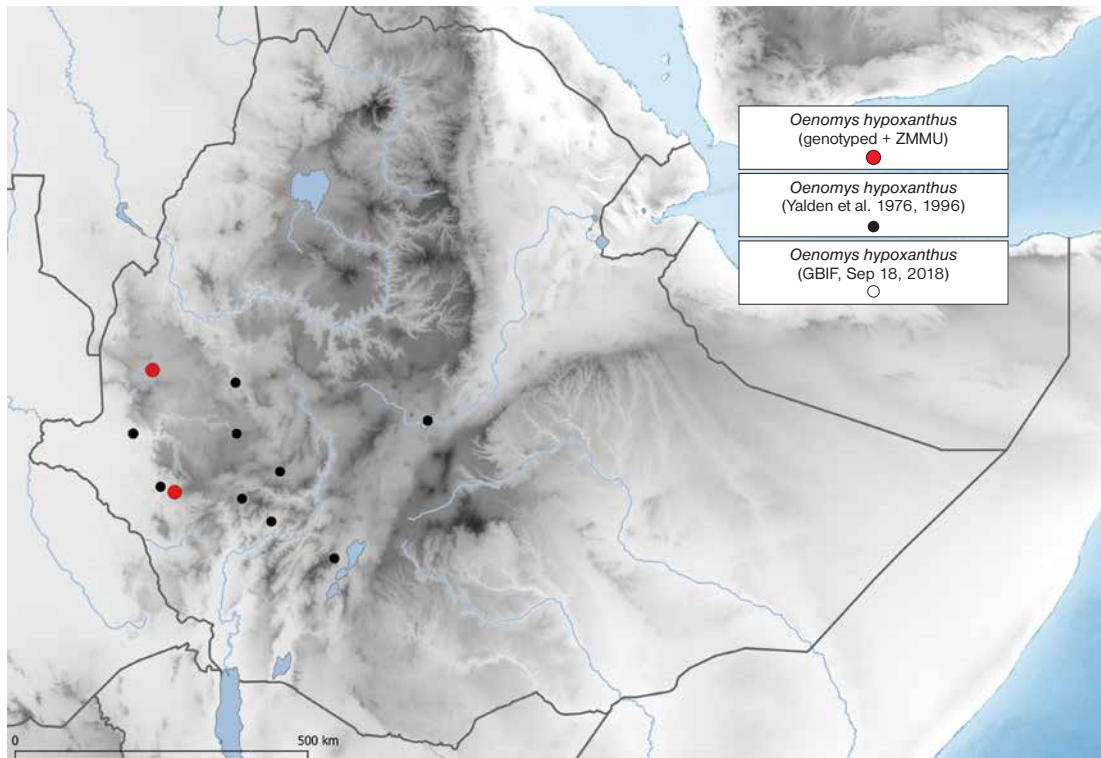 Oenomys hypoxanthus
(genotyped + ZMMU)
Oenomys hypoxanthus
(Yalden et al. 1976, 1996)
Oenomys hypoxanthus
(GBIF, Sep 18, 2018)
0 500 km